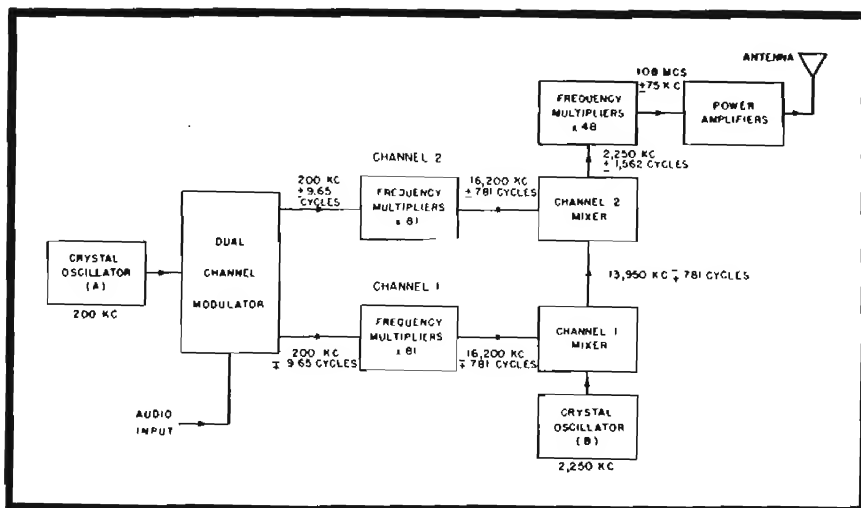 ANTENNA
108 MCS
±75 KC
FREQUENCY
MULTIPLIERS
x 48
POWER
AMPLIFIERS
2,250 KC
± 1,562 CYCLES
CHANNEL 2
200 KC
± 9.65
CYCLES
16,200 KC
± 781 CYCLES
FREQUENCY
MULTIPLIERS
x 81
CHANNEL 2
MIXER
DUAL
CHANNEL
MODULATOR
CRYSTAL
OSCILLATOR
(A)
200 KC
13,950 KC ∓ 781 CYCLES
CHANNEL 1
FREQUENCY
MULTIPLIERS
x 81
CHANNEL 1
MIXER
200 KC
∓ 9.65 CYCLES
16,200 KC
∓ 781 CYCLES
AUDIO
INPUT
CRYSTAL
OSCILLATOR
(B)
2,250 KC